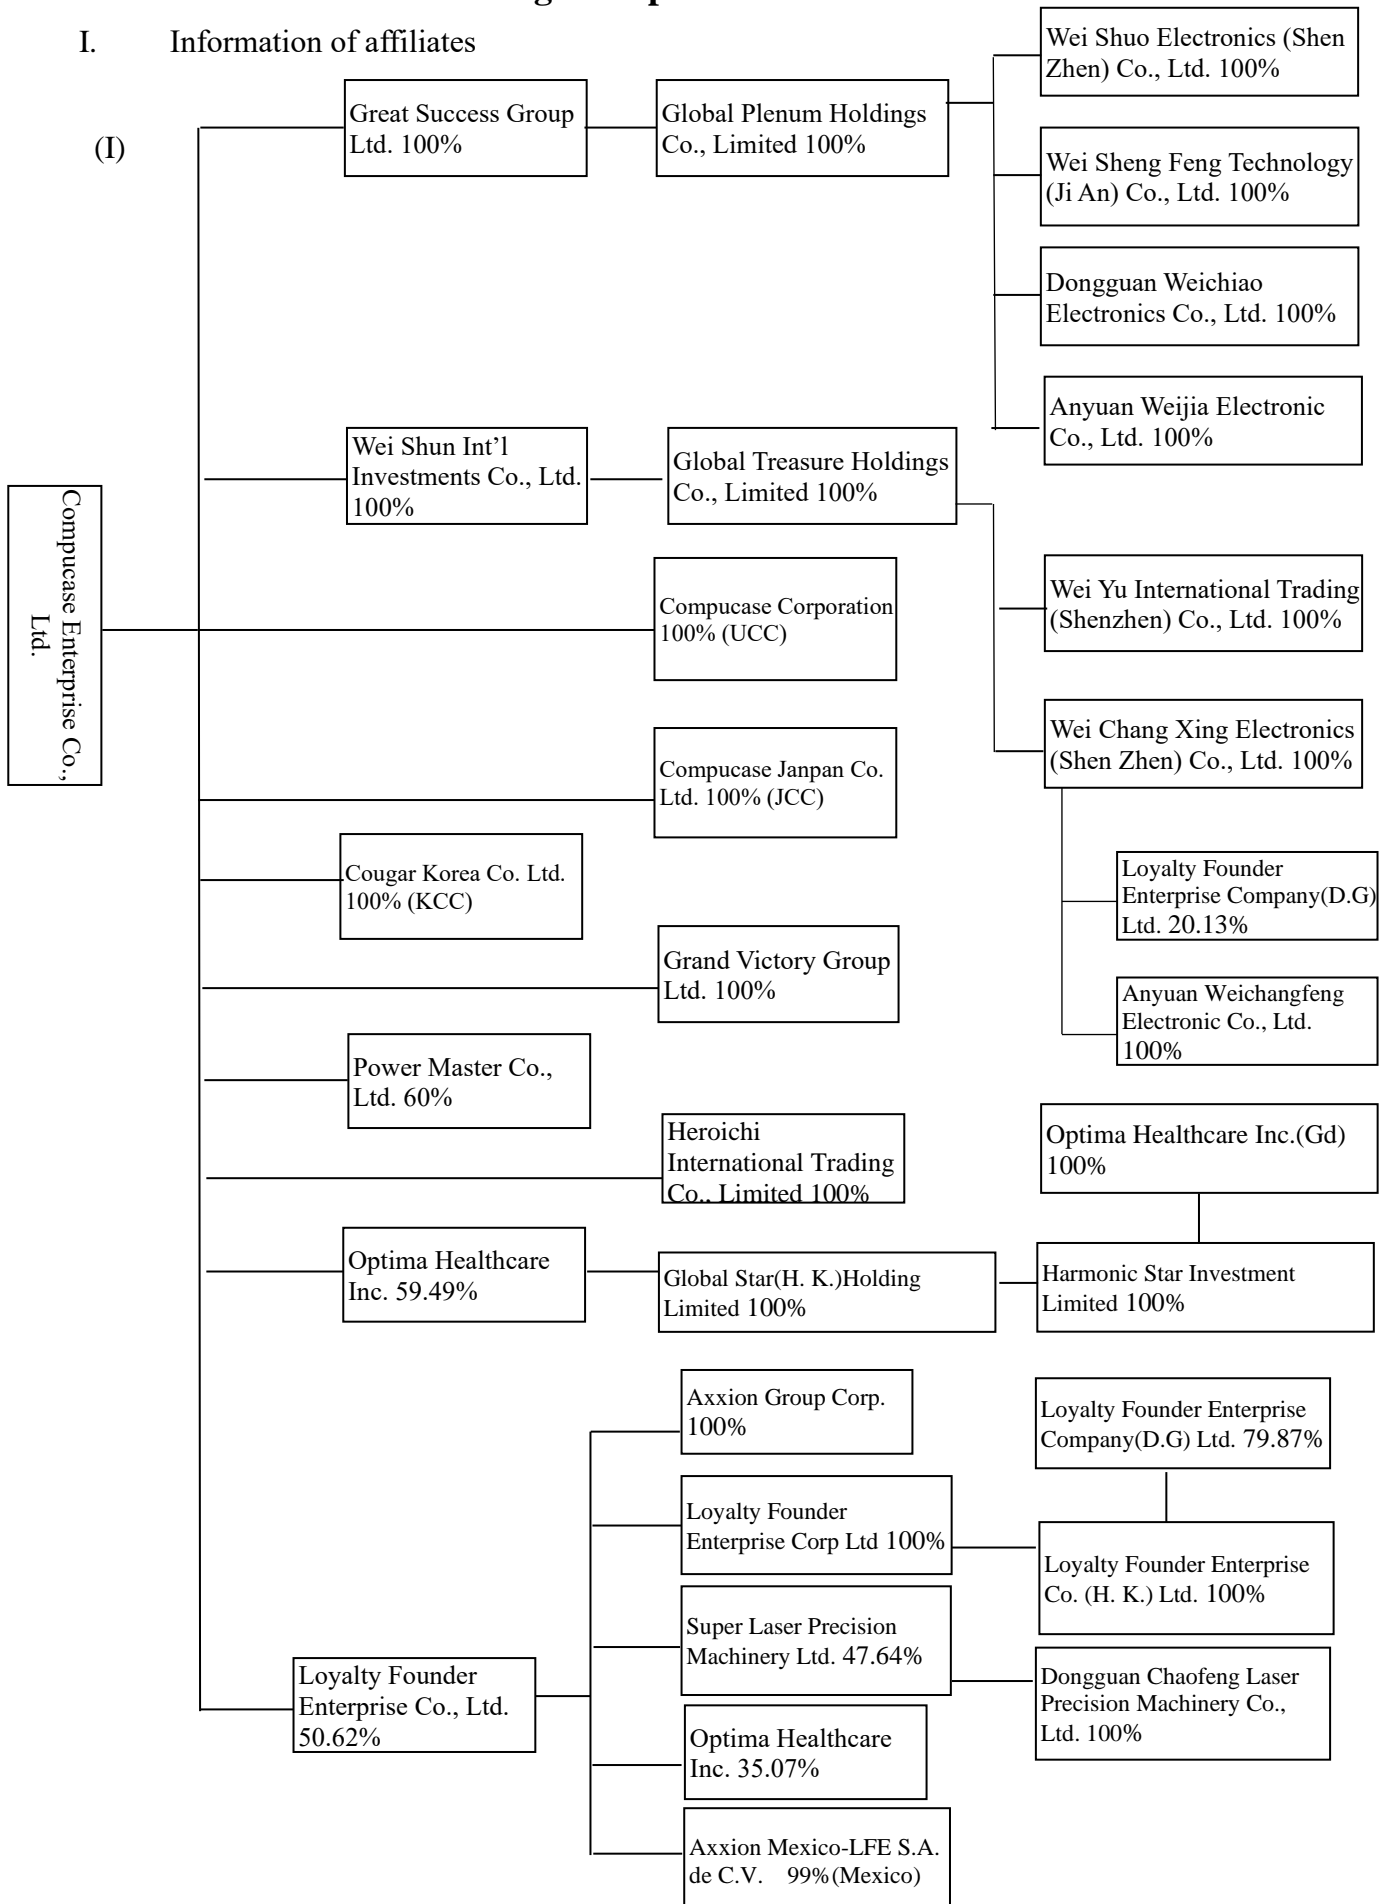 I. Information of affiliates
(I)
Compucase Enterprise Co.,
Ltd.
Great Success Group
Ltd. 100%
Global Plenum Holdings
Co., Limited 100%
Wei Shuo Electronics (Shen
Zhen) Co., Ltd. 100%
Wei Sheng Feng Technology
(Ji An) Co., Ltd. 100%
Dongguan Weichiao
Electronics Co., Ltd. 100%
Anyuan Weijia Electronic
Co., Ltd. 100%
Wei Shun Int’l
Investments Co., Ltd.
100%
Global Treasure Holdings
Co., Limited 100%
Wei Yu International Trading
(Shenzhen) Co., Ltd. 100%
Wei Chang Xing Electronics
(Shen Zhen) Co., Ltd. 100%
Loyalty Founder
Enterprise Company(D.G)
Ltd. 20.13%
Anyuan Weichangfeng
Electronic Co., Ltd.
100%
Compucase Corporation
100% (UCC)
Compucase Janpan Co.
Ltd. 100% (JCC)
Cougar Korea Co. Ltd.
100% (KCC)
Grand Victory Group
Ltd. 100%
Power Master Co.,
Ltd. 60%
Heroichi
International Trading
Co., Limited 100%
Optima Healthcare
Inc. 59.49%
Global Star(H. K.)Holding
Limited 100%
Harmonic Star Investment
Limited 100%
Optima Healthcare Inc.(Gd)
100%
Loyalty Founder
Enterprise Co., Ltd.
50.62%
Axxion Group Corp.
100%
Loyalty Founder
Enterprise Corp Ltd 100%
Loyalty Founder Enterprise
Co. (H. K.) Ltd. 100%
Loyalty Founder Enterprise
Company(D.G) Ltd. 79.87%
Super Laser Precision
Machinery Ltd. 47.64%
Dongguan Chaofeng Laser
Precision Machinery Co.,
Ltd. 100%
Optima Healthcare
Inc. 35.07%
Axxion Mexico-LFE S.A.
de C.V. 99%(Mexico)